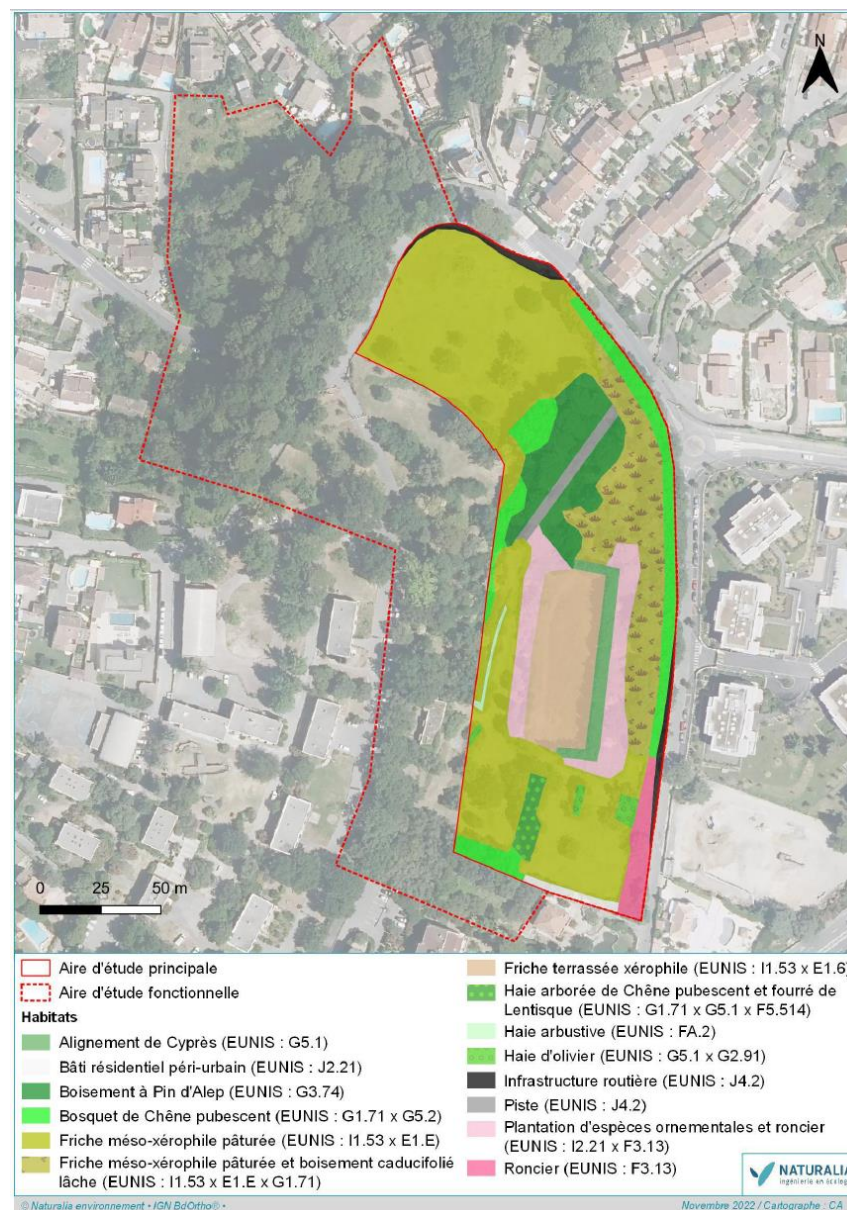 N
0 25 50 m
Aire d'étude principale
Aire d'étude fonctionnelle
Habitats
Alignement de Cyprès (EUNIS : G5.1)
Bâti résidentiel péri-urbain (EUNIS : J2.21)
Boisement à Pin d'Alep (EUNIS : G3.74)
Bosquet de Chêne pubescent (EUNIS : G1.71 x G5.2)
Friche méso-xérophile pâturée (EUNIS : I1.53 x E1.E)
Friche méso-xérophile pâturée et boisement caducifolié
lâche (EUNIS : I1.53 x E1.E x G1.71)
Friche terrassée xérophile (EUNIS : I1.53 x E1.6)
Haie arborée de Chêne pubescent et fourré de
Lentisque (EUNIS : G1.71 x G5.1 x F5.514)
Haie arbustive (EUNIS : FA.2)
Haie d'olivier (EUNIS : G5.1 x G2.91)
Infrastructure routière (EUNIS : J4.2)
Piste (EUNIS : J4.2)
Plantation d'espèces ornementales et roncier
(EUNIS : I2.21 x F3.13)
Roncier (EUNIS : F3.13)
NATURALIA
ingénierie en écologie
© Naturalia environnement • IGN BdOrtho® •
Novembre 2022 / Cartographe : CA